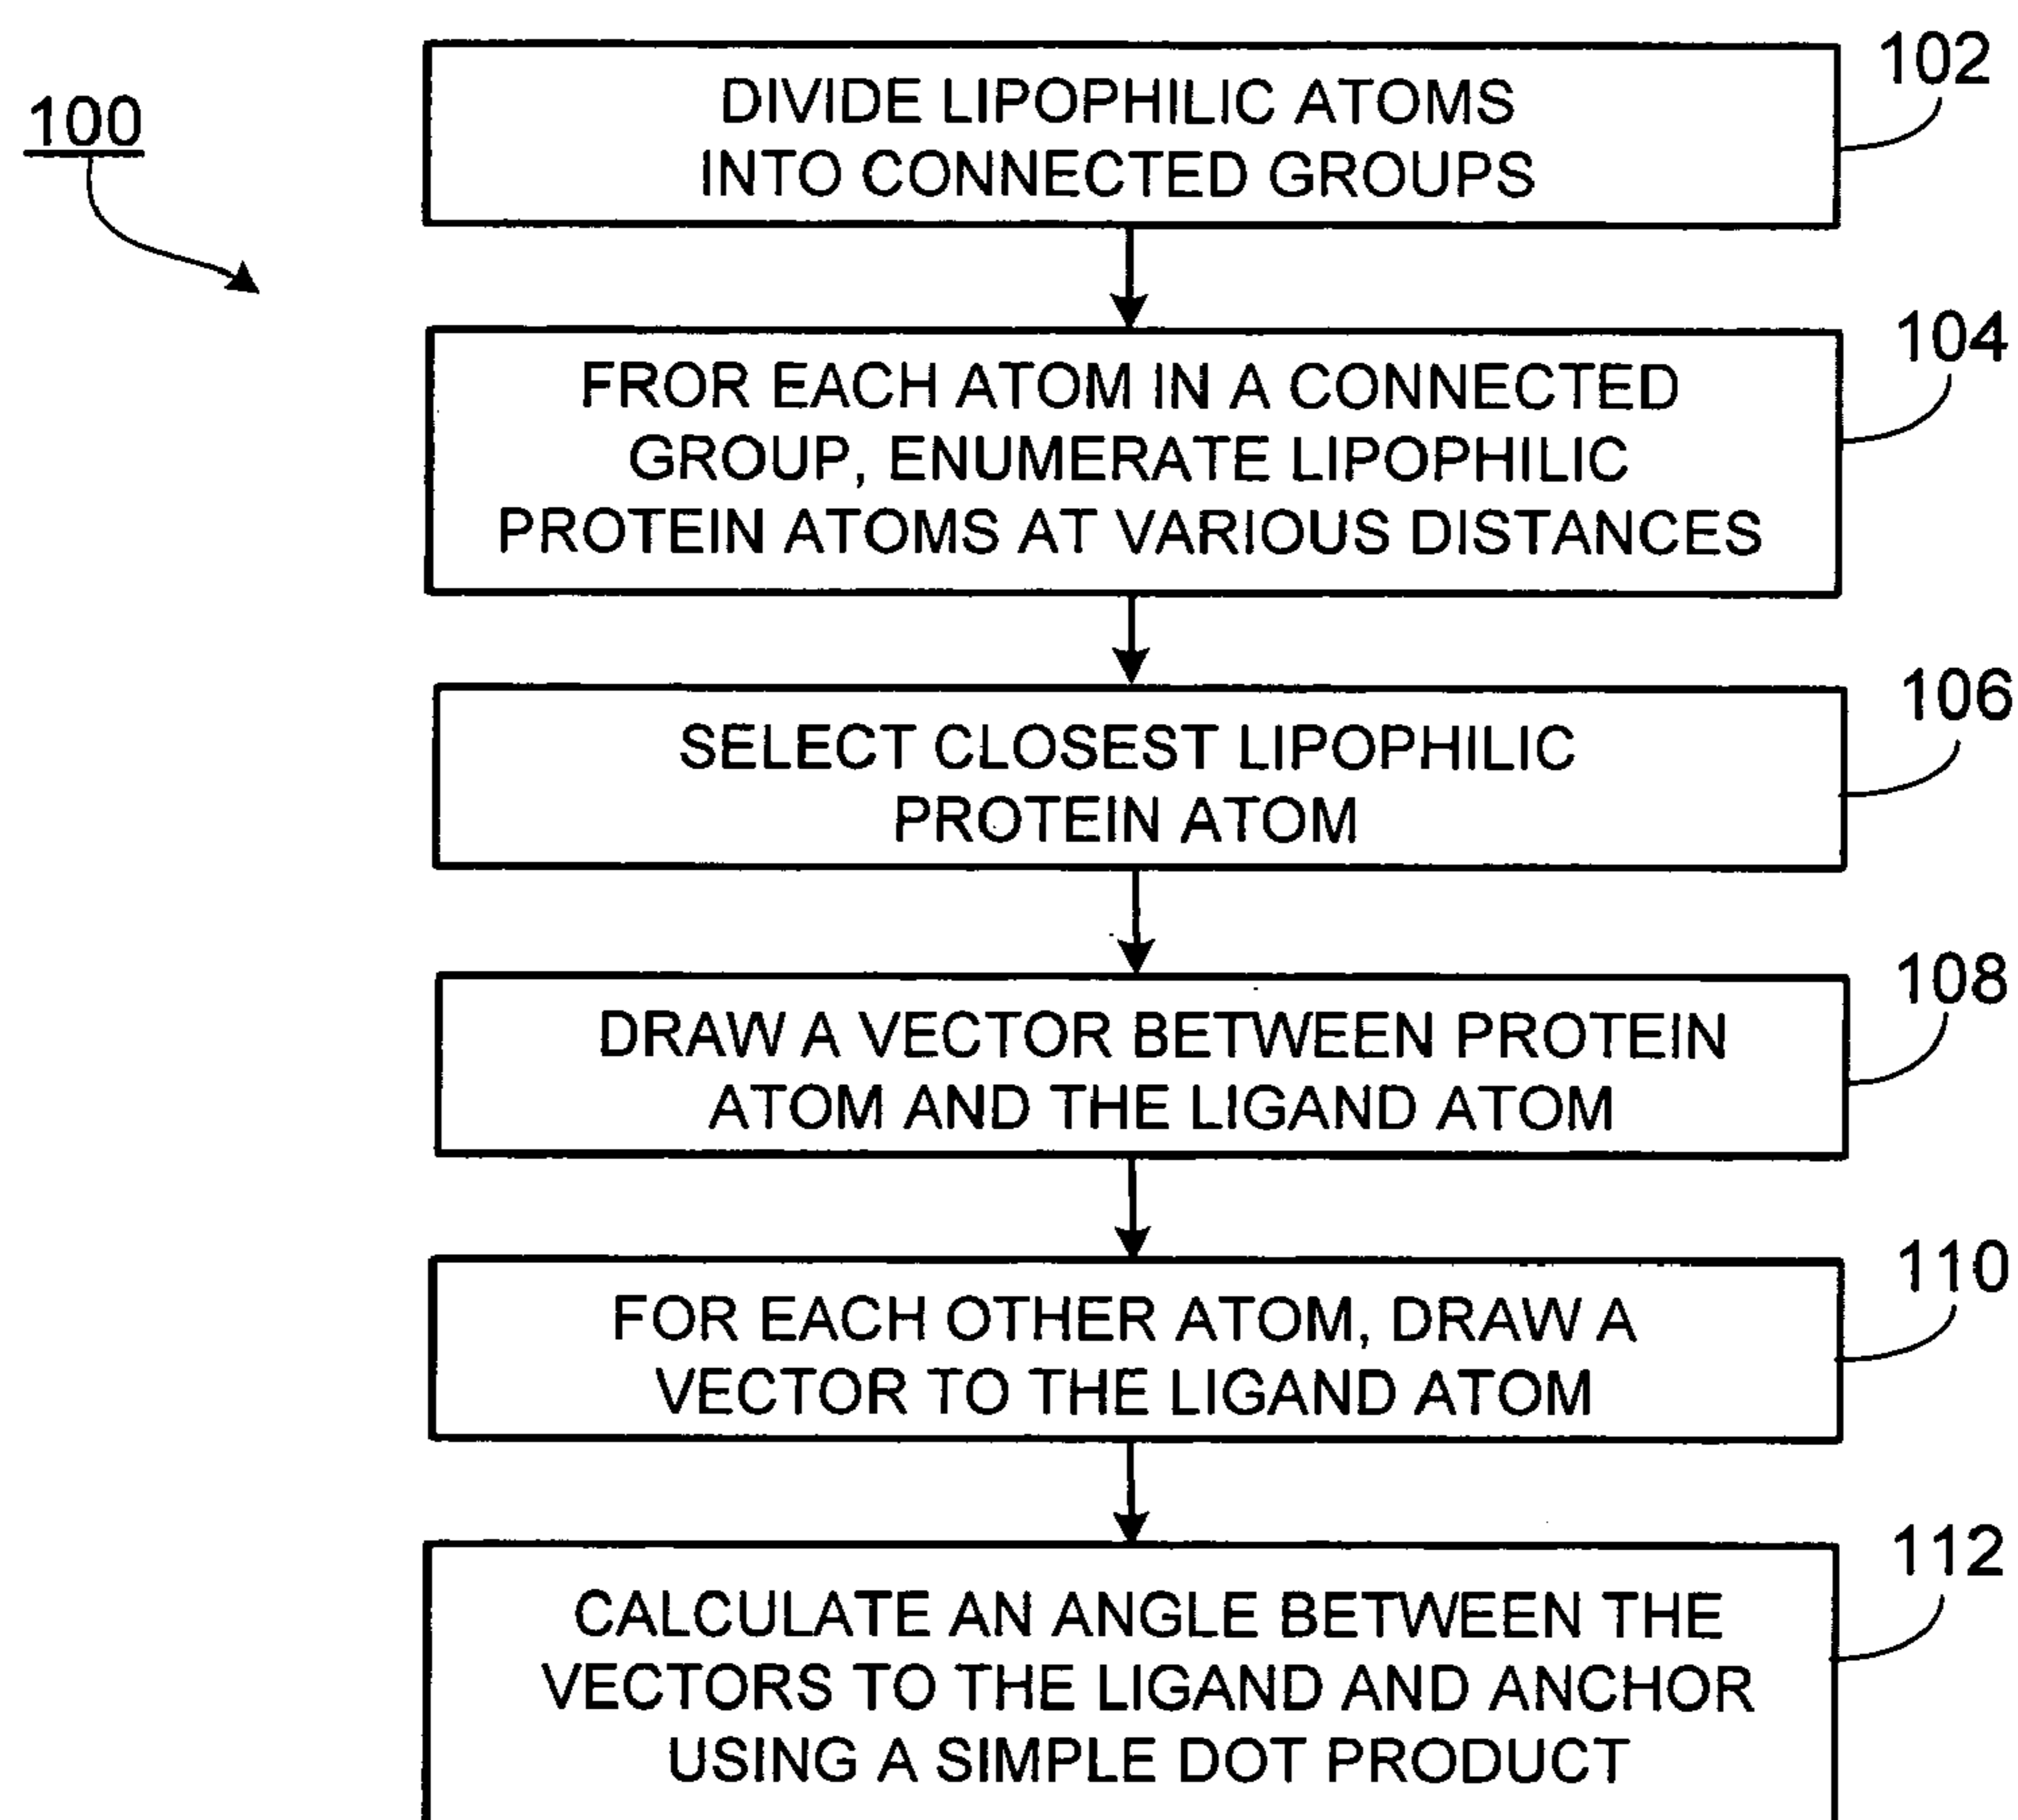 100
DIVIDE LIPOPHILIC ATOMS
INTO CONNECTED GROUPS
102
FROR EACH ATOM IN A CONNECTED
GROUP, ENUMERATE LIPOPHILIC
PROTEIN ATOMS AT VARIOUS DISTANCES
104
SELECT CLOSEST LIPOPHILIC
PROTEIN ATOM
106
DRAW A VECTOR BETWEEN PROTEIN
ATOM AND THE LIGAND ATOM
108
FOR EACH OTHER ATOM, DRAW A
VECTOR TO THE LIGAND ATOM
110
CALCULATE AN ANGLE BETWEEN THE
VECTORS TO THE LIGAND AND ANCHOR
USING A SIMPLE DOT PRODUCT
112